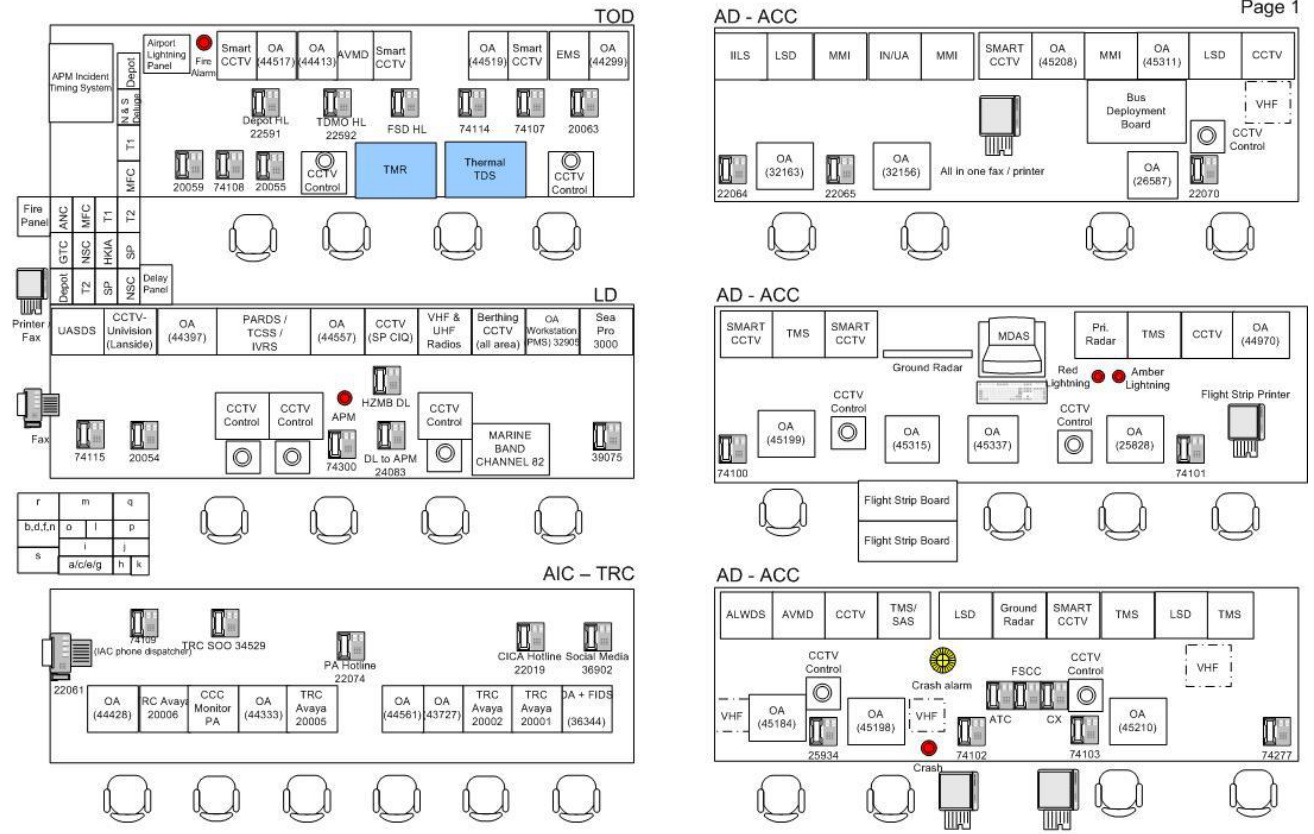 TOD
AD - ACC
Page 1
APM Incident
Timing System
Depot
N & S
Deluge
T1
MFC
Airport
Lightning
Panel
Fire
Alarm
Smart
CCTV
OA
(44517)
OA
(44413)
AVMD
Smart
CCTV
OA
(44519)
Smart
CCTV
EMS
OA
(44299)
Depot HL
22591
TDMO HL
22592
FSD HL
74114
74107
20063
20059
74108
20055
CCTV
Control
TMR
Thermal
TDS
CCTV
Control
Fire
Panel
ANC
MFC
T1
T2
GTC
NSC
HKIA
SP
Depot
T2
SP
NSC
Delay
Panel
IILS
LSD
MMI
IN/UA
MMI
SMART
CCTV
OA
(45208)
MMI
OA
(45311)
LSD
CCTV
Bus
Deployment
Board
VHF
CCTV
Control
22064
OA
(32163)
22065
OA
(32156)
All in one fax / printer
OA
(26587)
22070
LD
Printer /
Fax
UASDS
CCTV-
Univision
(Lanside)
OA
(44397)
PARDS /
TCSS /
IVRS
OA
(44557)
CCTV
(SP CIQ)
VHF &
UHF
Radios
Berthing
CCTV
(all area)
OA
Workstation
(PMS) 32905
Sea
Pro
3000
Fax
74115
20054
CCTV
Control
CCTV
Control
APM
74300
HZMB DL
DL to APM
24083
CCTV
Control
MARINE
BAND
CHANNEL 82
39075
AD - ACC
SMART
CCTV
TMS
SMART
CCTV
Ground Radar
MDAS
Pri.
Radar
TMS
CCTV
OA
(44970)
Red
Lightning
Amber
Lightning
Flight Strip Printer
74100
OA
(45199)
CCTV
Control
OA
(45315)
OA
(45337)
CCTV
Control
OA
(25828)
74101
Flight Strip Board
Flight Strip Board
r
m
q
b,d,f,n
o
l
p
s
i
j
a/c/e/g
h
k
AIC – TRC
74109
(IAC phone dispatcher)
TRC SOO 34529
PA Hotline
22074
CICA Hotline
22019
Social Media
36902
22061
OA
(44426)
RC Avaya
20006
CCC
Monitor
PA
OA
(44333)
TRC
Avaya
20005
OA
(44561)
OA
(43727)
TRC
Avaya
20002
TRC
Avaya
20001
OA + FIDS
(36344)
AD - ACC
ALWDS
AVMD
CCTV
TMS/
SAS
LSD
Ground
Radar
SMART
CCTV
TMS
LSD
TMS
CCTV
Control
Crash alarm
FSCC
ATC
CX
CCTV
Control
VHF
VHF
OA
(45184)
25934
OA
(45198)
VHF
Crash
74102
74103
OA
(45210)
74277